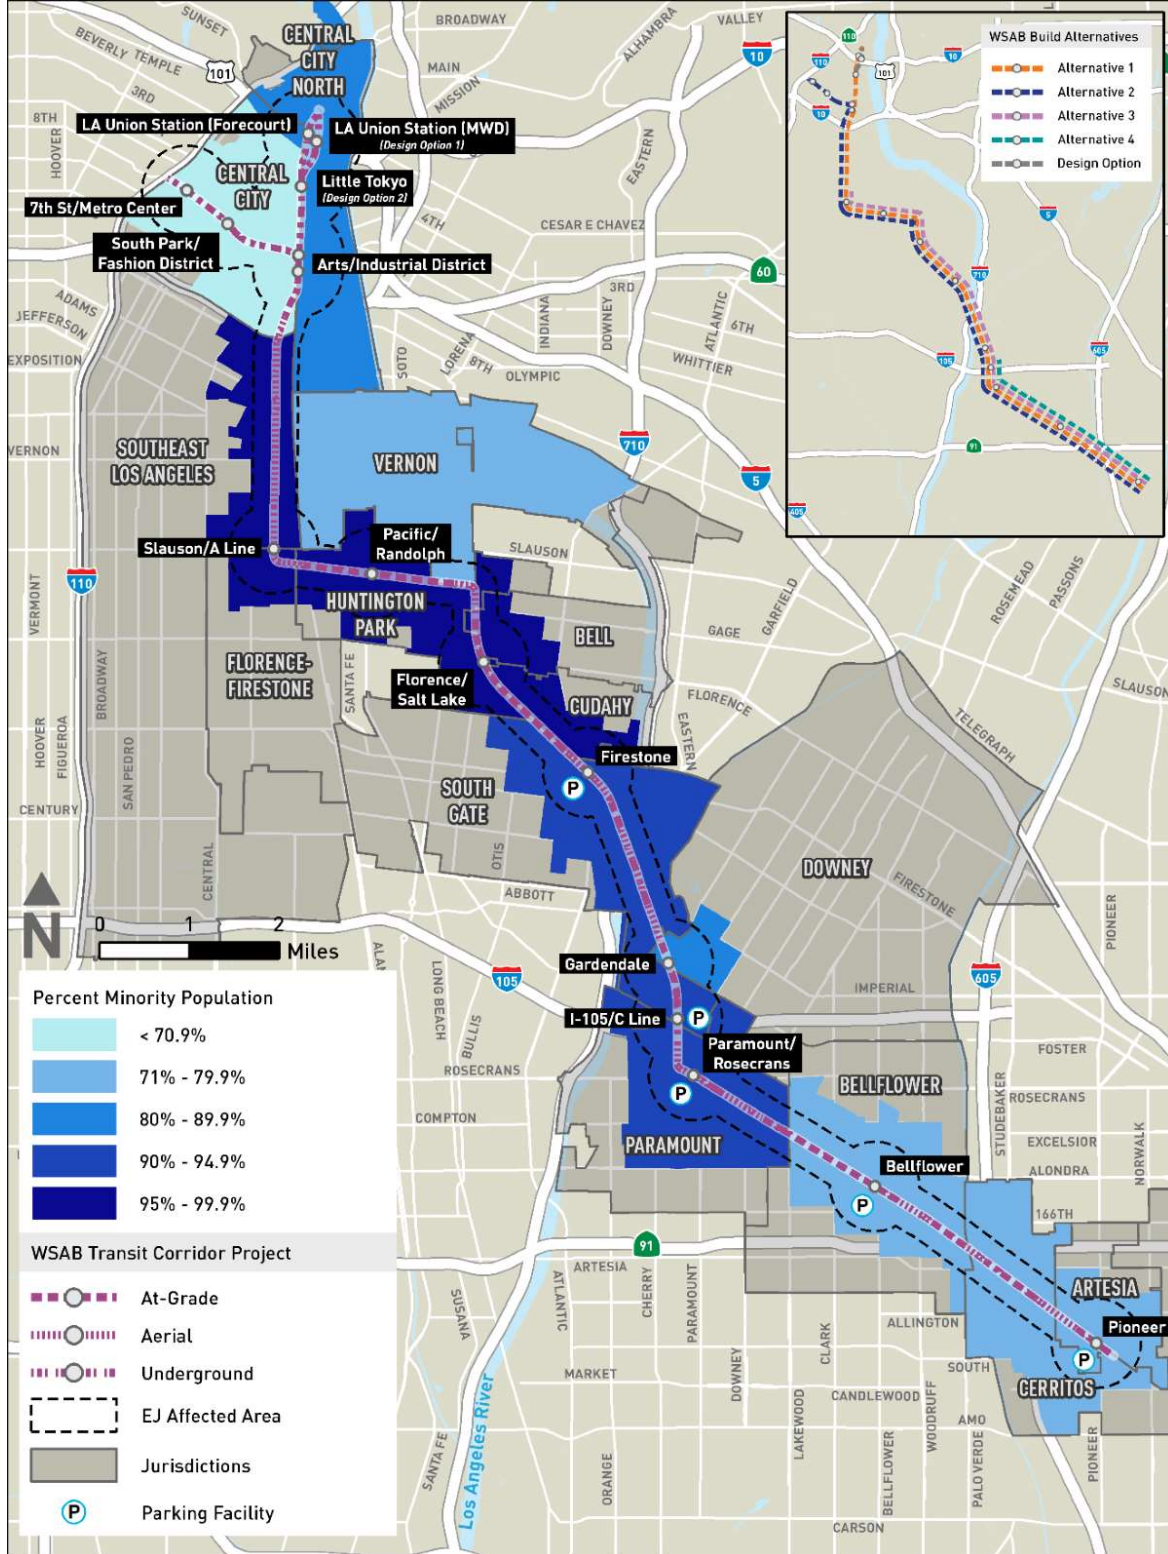 SUNSET
BROADWAY
VALLEY
ALHAMBRA
BEVERLY
TEMPLE
101
CENTRAL
CITY
NORTH
MAIN
MISSION
10
3RD
8TH
HOOVER
LA Union Station (Forecourt)
LA Union Station (MWD)
(Design Option 1)
EASTERN
CENTRAL
CITY
Little Tokyo
(Design Option 2)
7th St/Metro Center
4TH
CESAR E CHAVEZ
South Park/
Fashion District
Arts/Industrial District
60
3RD
INDIANA
DOWNEY
ATLANTIC
6TH
ADAMS
JEFFERSON
EXPOSITION
SOTO
LORENA
8TH
OLYMPIC
WHITTIER
WSAB Build Alternatives
Alternative 1
Alternative 2
Alternative 3
Alternative 4
Design Option
110
110
101
10
10
5
710
105
605
91
405
VERNON
SOUTHEAST
LOS ANGELES
VERNON
710
5
Slauson/A Line
Pacific/
Randolph
SLAUSON
110
VERMONT
HUNTINGTON
PARK
BELL
GAGE
GARFIELD
ROSEMEAD
PASSONS
FLORENCE-
FIRESTONE
SANTA FE
Florence/
Salt Lake
CUDAHY
FLORENCE
EASTERN
SLAUSON
TELEGRAPH
BROADWAY
HOOVER
FIGUEROA
SAN PEDRO
CENTURY
CENTRAL
Firestone
P
SOUTH
GATE
OTIS
ABBOTT
DOWNEY
FIRESTONE
PIONEER
N
0 1 2
Miles
Gardendale
105
605
IMPERIAL
LONG BEACH
BULLIS
I-105/C Line
P
Paramount/
Rosecrans
FOSTER
ROSECRANS
ROSECRANS
COMPTON
P
PARAMOUNT
BELLFLOWER
STUDEBAKER
EXCELSIOR
ALONDRA
NORWALK
Bellflower
P
166TH
91
ARTESIA
ARTESIA
Pioneer
P
CERRITOS
ATLANTIC
CHERRY
PARAMOUNT
SUSANA
ALLINGTON
CLARK
MARKET
DOWNEY
SOUTH
CANDLEWOOD
WOODRUFF
AMO
LAKEWOOD
BELLFLOWER
PALO VERDE
PIONEER
SANTA FE
Los Angeles River
ORANGE
CARSON
Percent Minority Population
< 70.9%
71% - 79.9%
80% - 89.9%
90% - 94.9%
95% - 99.9%
WSAB Transit Corridor Project
At-Grade
Aerial
Underground
EJ Affected Area
Jurisdictions
P Parking Facility